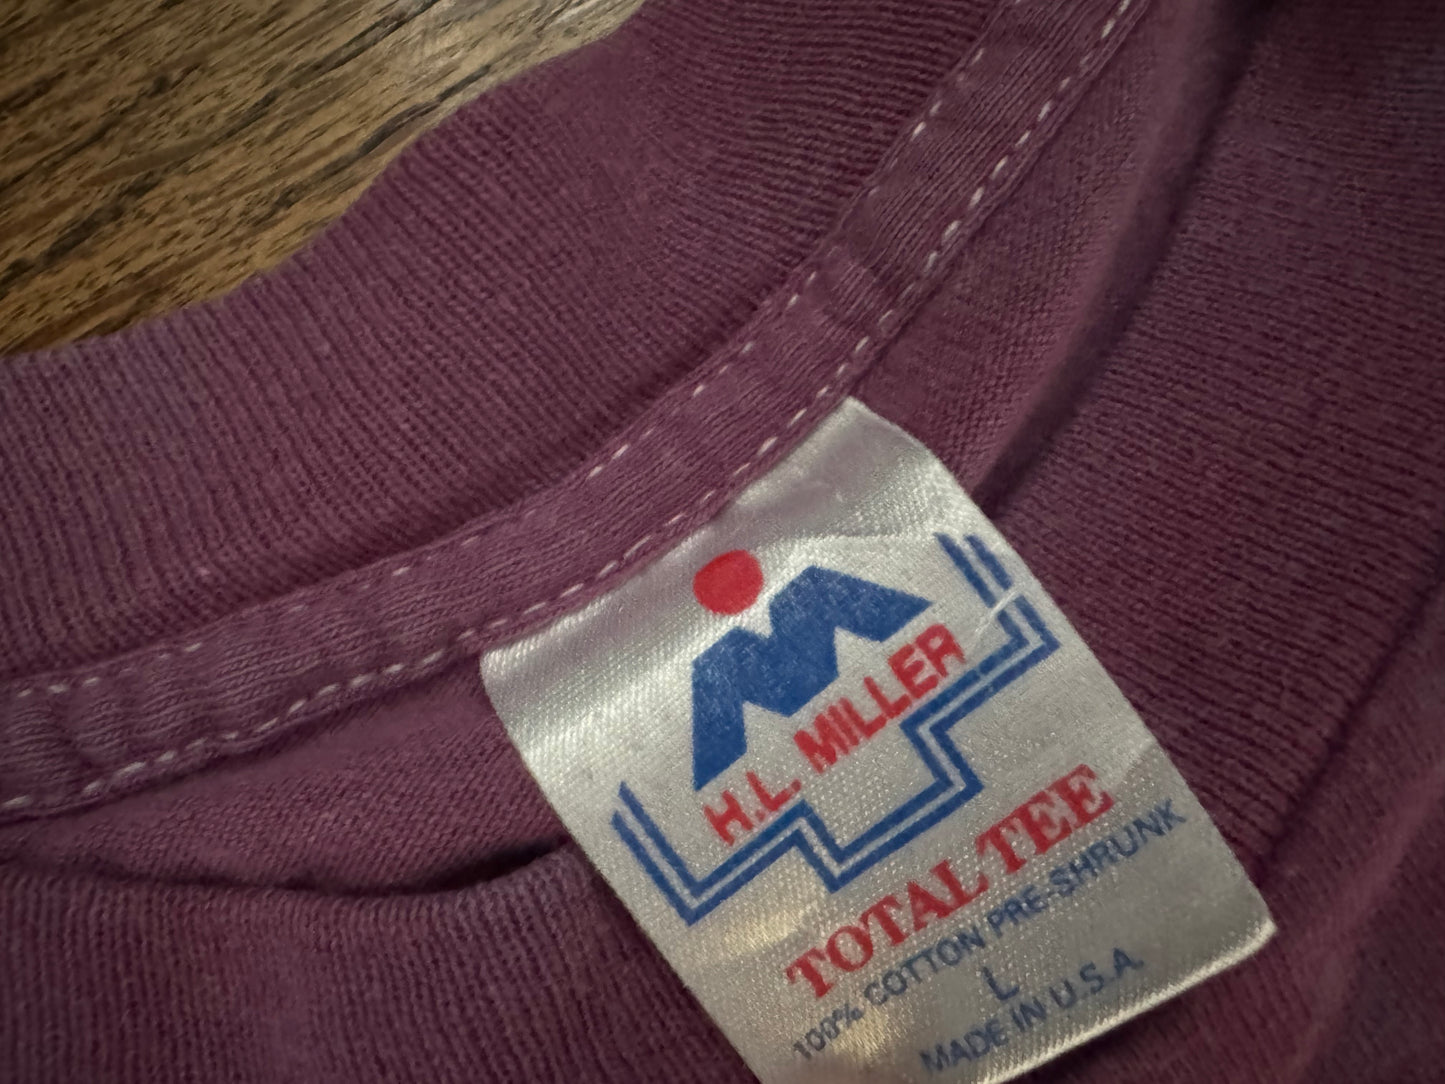 H.L. MILLER
TOTAL TEE
100% COTTON PRE-SHRUNK
L
MADE IN U.S.A.